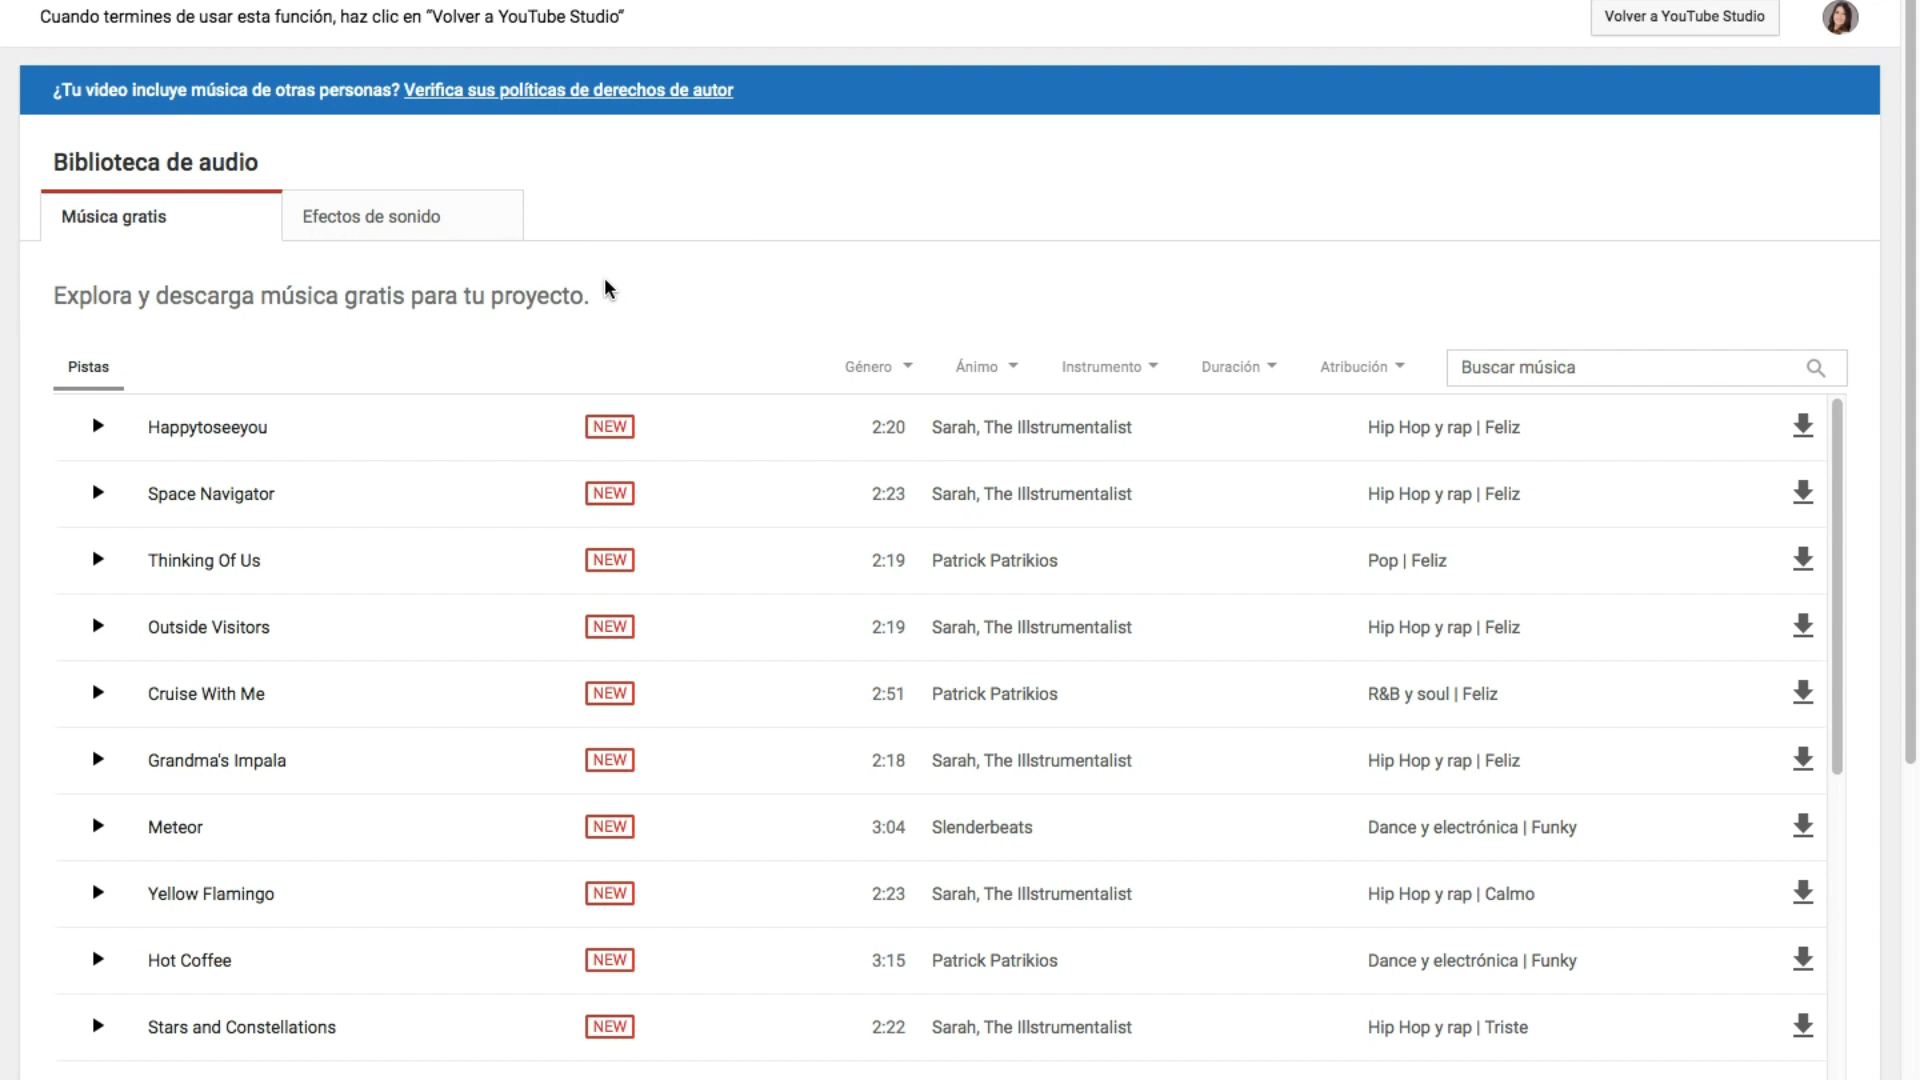 Cuando termines de usar esta función, haz clic en “Volver a YouTube Studio”
Volver a YouTube Studio
¿Tu video incluye música de otras personas? Verifica sus políticas de derechos de autor
Biblioteca de audio
Música gratis
Efectos de sonido
Explora y descarga música gratis para tu proyecto.
Pistas Género Ánimo Instrumento Duración Atribución Buscar música
Happytoseeyou NEW 2:20 Sarah, The Illstrumentalist Hip Hop y rap | Feliz
Space Navigator NEW 2:23 Sarah, The Illstrumentalist Hip Hop y rap | Feliz
Thinking Of Us NEW 2:19 Patrick Patrikios Pop | Feliz
Outside Visitors NEW 2:19 Sarah, The Illstrumentalist Hip Hop y rap | Feliz
Cruise With Me NEW 2:51 Patrick Patrikios R&B y soul | Feliz
Grandma's Impala NEW 2:18 Sarah, The Illstrumentalist Hip Hop y rap | Feliz
Meteor NEW 3:04 Slenderbeats Dance y electrónica | Funky
Yellow Flamingo NEW 2:23 Sarah, The Illstrumentalist Hip Hop y rap | Calmo
Hot Coffee NEW 3:15 Patrick Patrikios Dance y electrónica | Funky
Stars and Constellations NEW 2:22 Sarah, The Illstrumentalist Hip Hop y rap | Triste